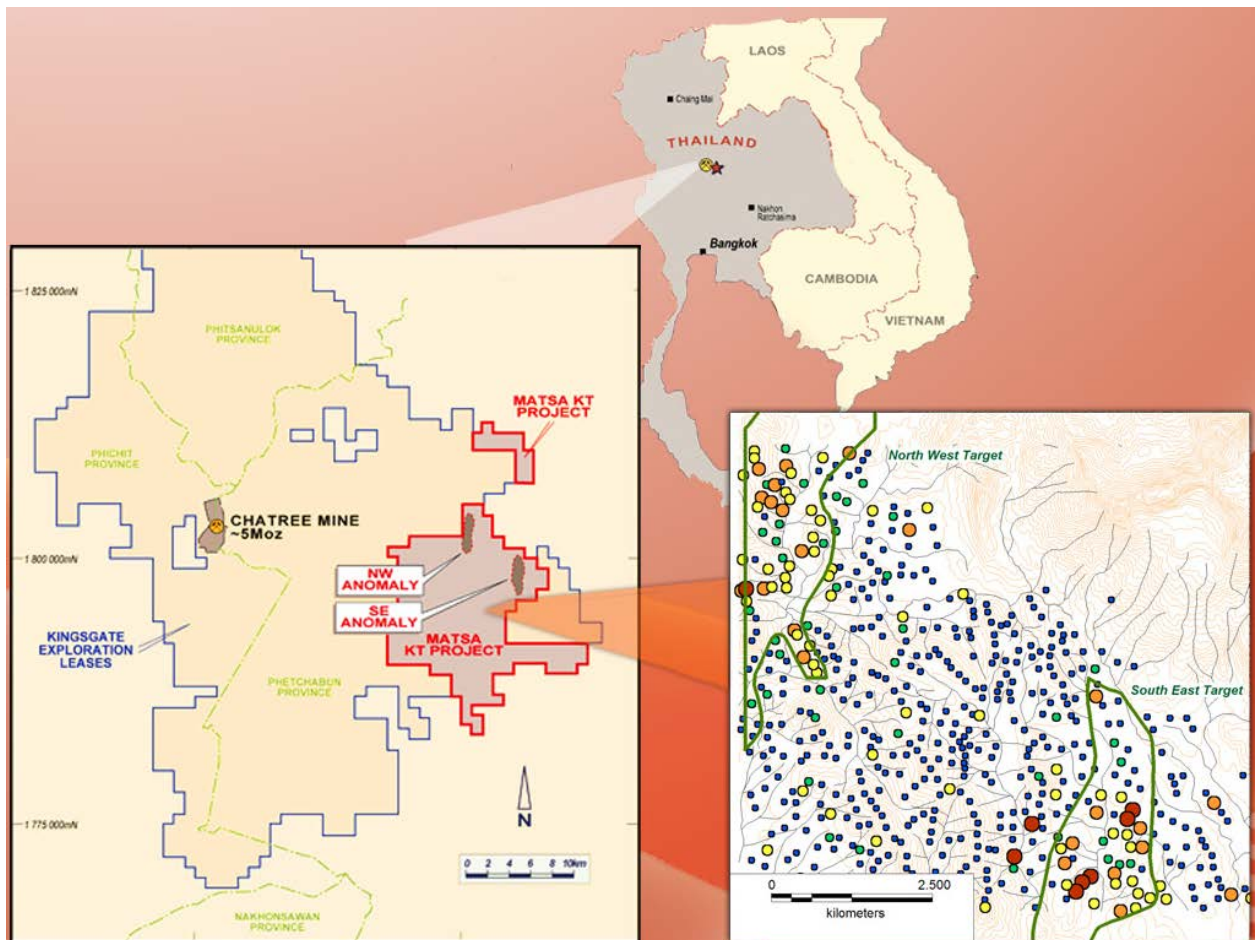 LAOS
Chaing Mai
THAILAND
Nakhon
Ratchasima
Bangkok
CAMBODIA
VIETNAM
1 825 000mN
PHITSANULOK
PROVINCE
MATSA KT
PROJECT
PHICHIT
PROVINCE
CHATREE MINE
~5Moz
1 800 000mN
NW
ANOMALY
SE
ANOMALY
KINGSGATE
EXPLORATION
LEASES
MATSA
KT PROJECT
PHETCHABUN
PROVINCE
N
1 775 000mN
0 2 4 6 8 10km
NAKHONSAWAN
PROVINCE
North West Target
South East Target
0 2.500
kilometers